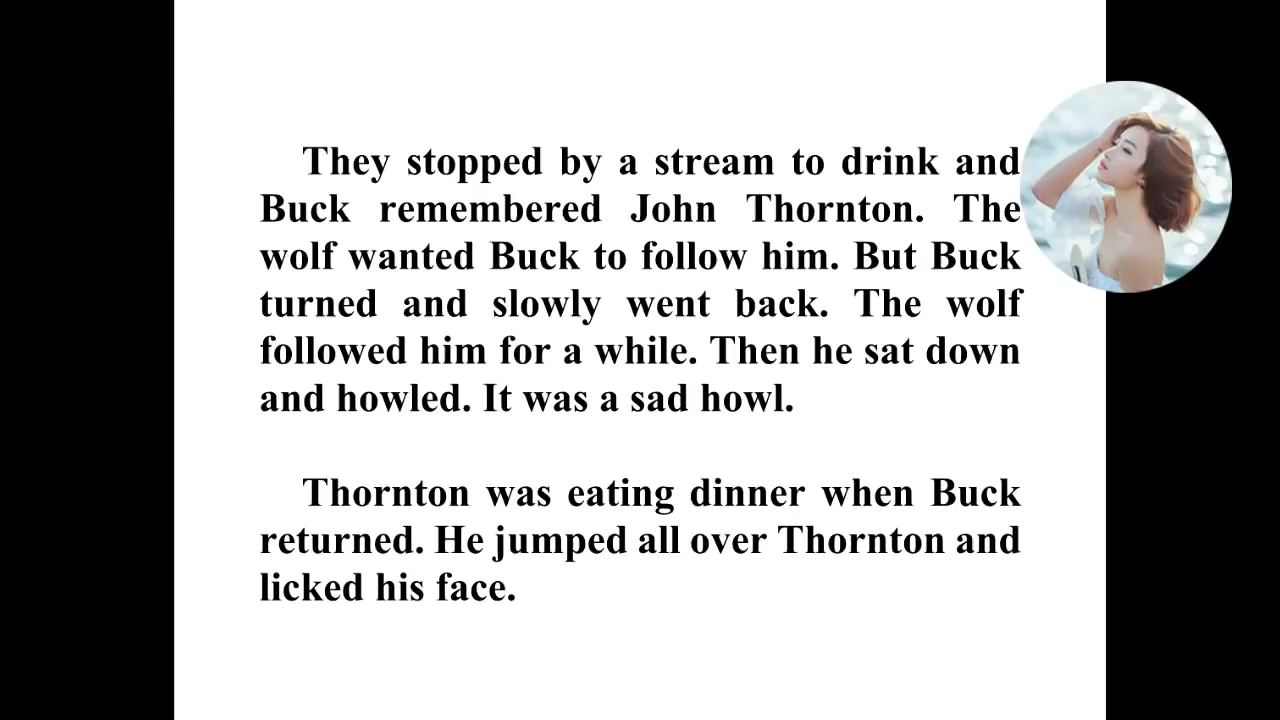 They stopped by a stream to drink and
Buck remembered John Thornton. The
wolf wanted Buck to follow him. But Buck
turned and slowly went back. The wolf
followed him for a while. Then he sat down
and howled. It was a sad howl.
Thornton was eating dinner when Buck
returned. He jumped all over Thornton and
licked his face.